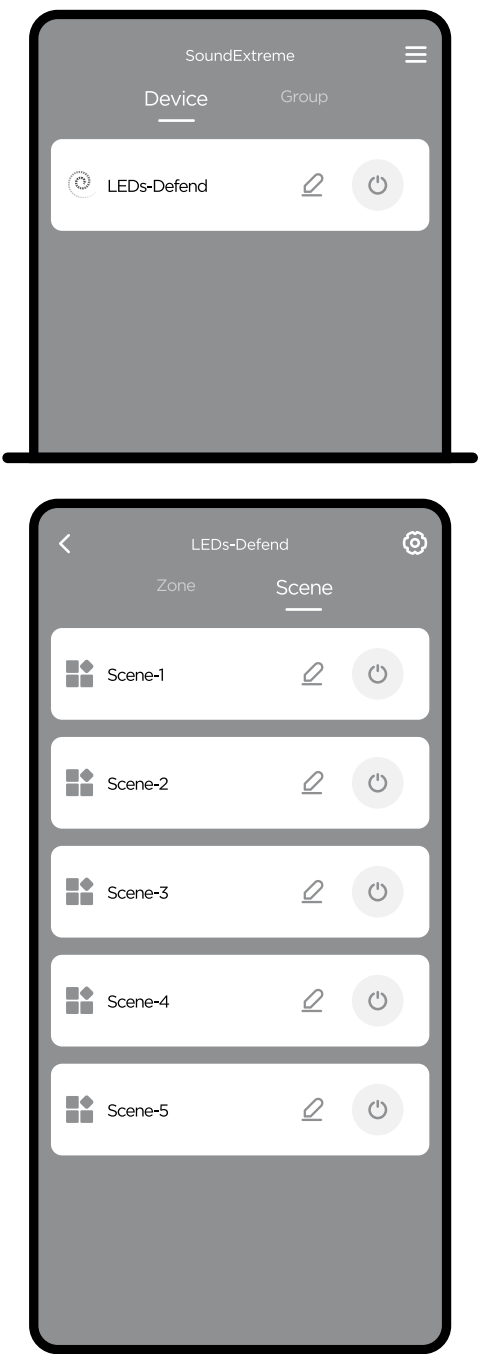 SoundExtreme
Device Group
LEDs-Defend
LEDs-Defend
Zone Scene
Scene-1
Scene-2
Scene-3
Scene-4
Scene-5